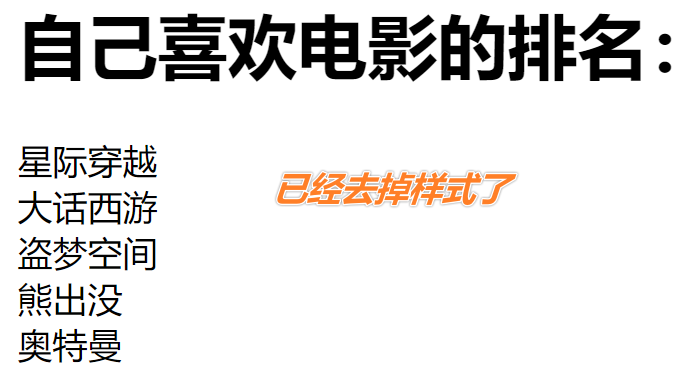 自己喜欢电影的排名：
星际穿越
已经去掉样式了
大话西游
盗梦空间
熊出没
奥特曼